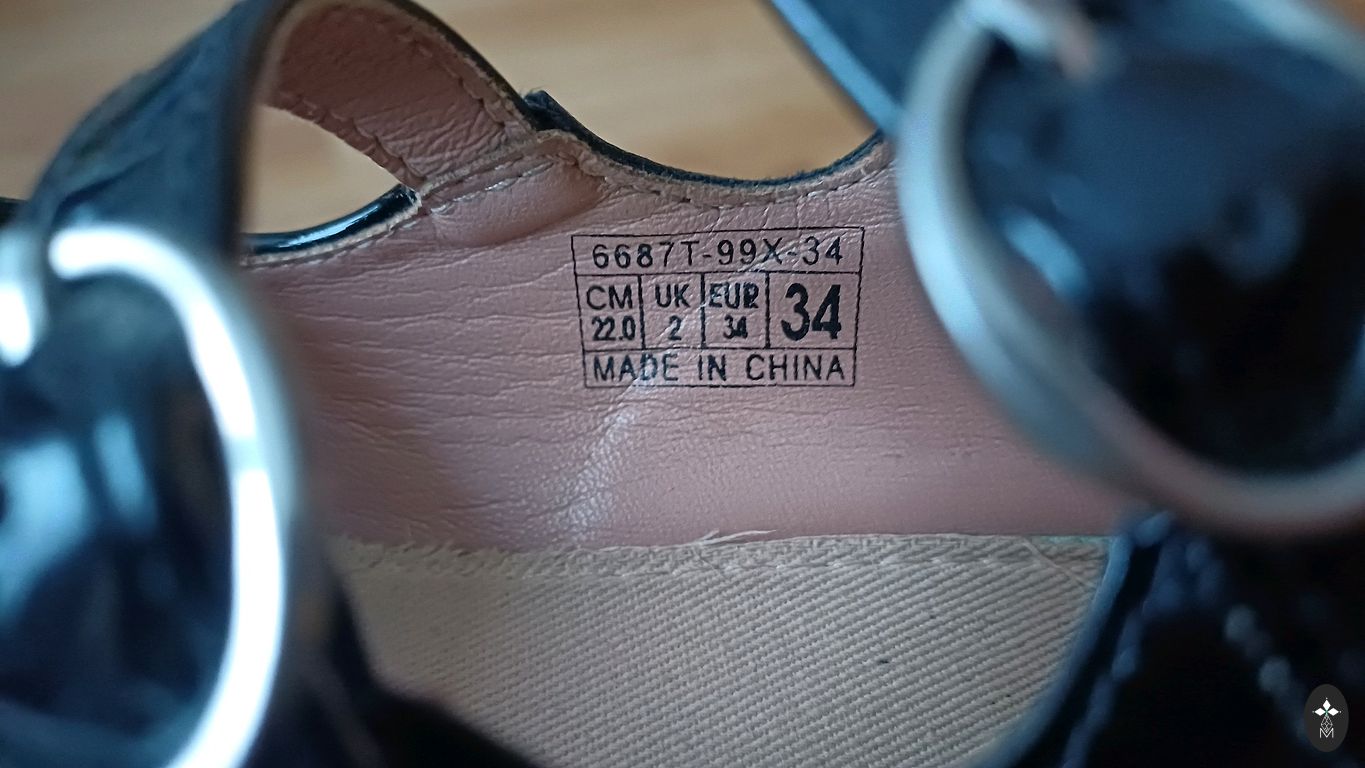 6687T-99X-34
CM UK EUR 34
22.0 2 34
MADE IN CHINA
M